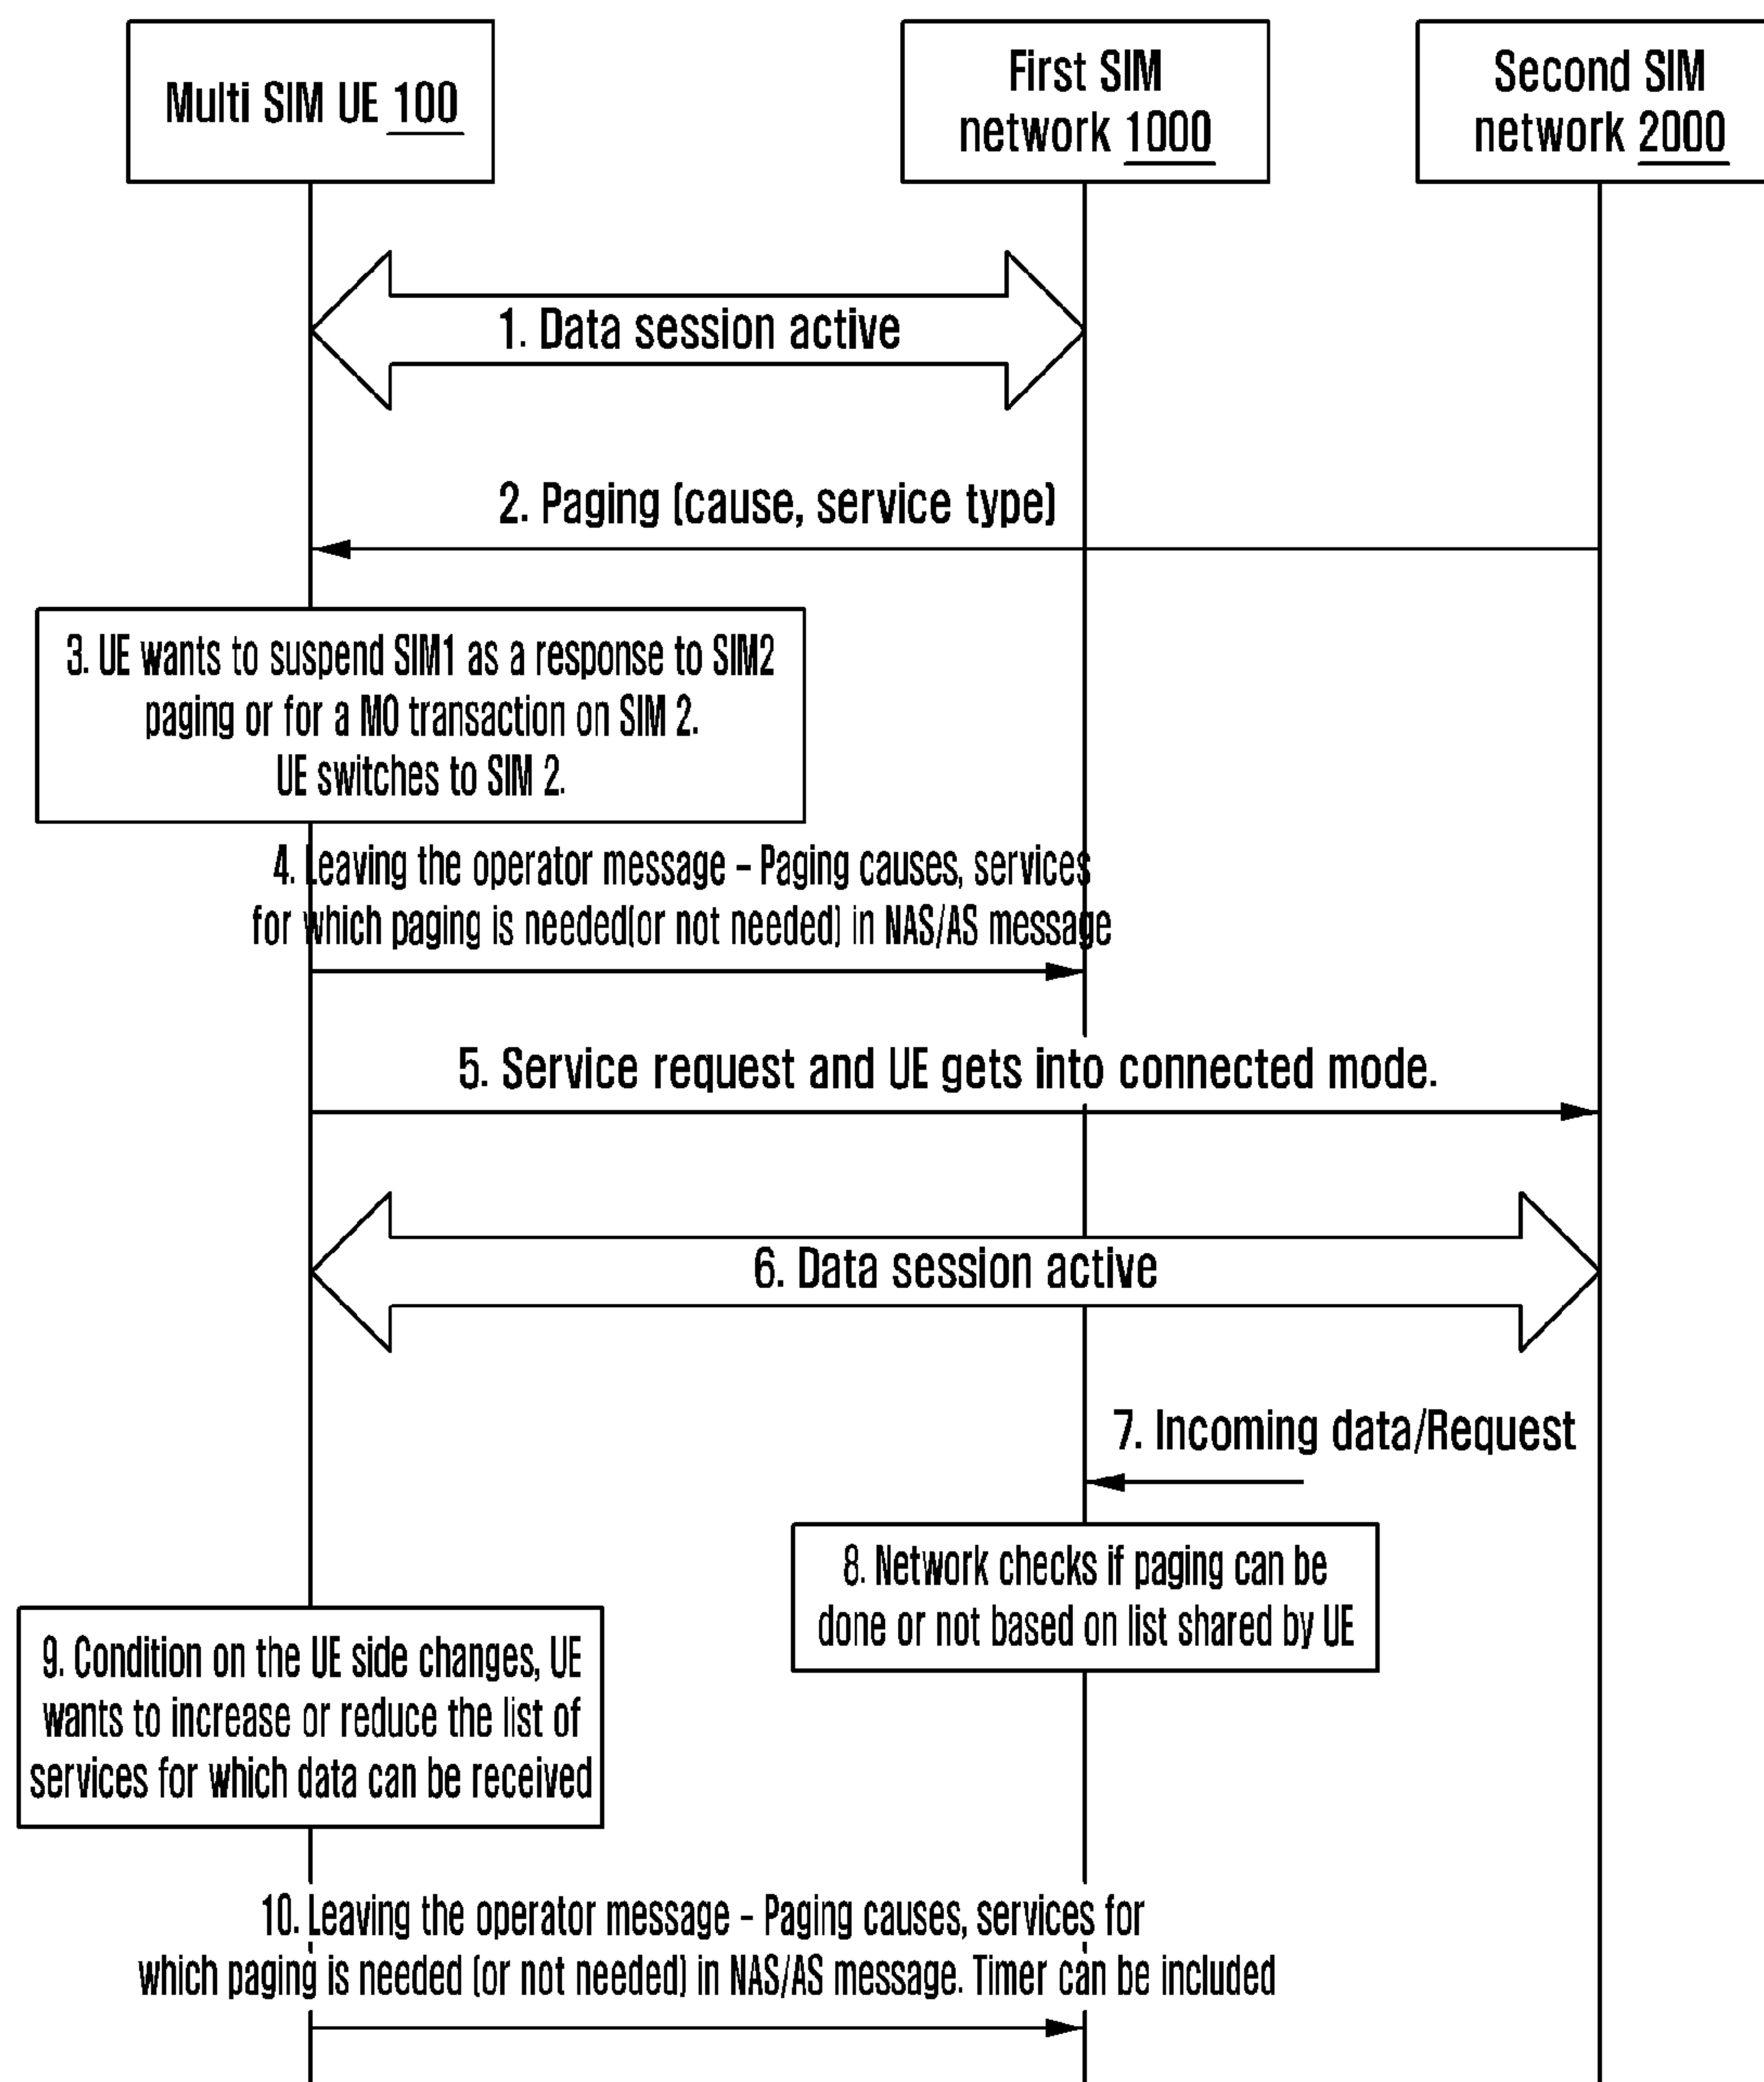 Multi SIM UE 100
First SIM
network 1000
Second SIM
network 2000
1. Data session active
2. Paging (cause, service type)
3. UE wants to suspend SIM1 as a response to SIM2
paging or for a MO transaction on SIM 2.
UE switches to SIM 2.
4. Leaving the operator message – Paging causes, services
for which paging is needed(or not needed) in NAS/AS message
5. Service request and UE gets into connected mode.
6. Data session active
7. Incoming data/Request
8. Network checks if paging can be
done or not based on list shared by UE
9. Condition on the UE side changes, UE
wants to increase or reduce the list of
services for which data can be received
10. Leaving the operator message – Paging causes, services for
which paging is needed (or not needed) in NAS/AS message. Timer can be included